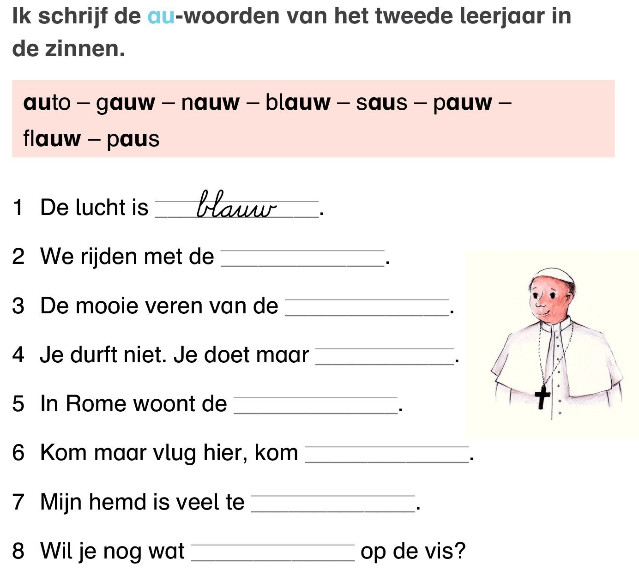 Ik schrijf de au-woorden van het tweede leerjaar in
de zinnen.
auto – gauw – nauw – blauw – saus – pauw –
flauw – paus
1 De lucht is blauw.
2 We rijden met de ____________.
3 De mooie veren van de ____________.
4 Je durft niet. Je doet maar ____________.
5 In Rome woont de ____________.
6 Kom maar vlug hier, kom ____________.
7 Mijn hemd is veel te ____________.
8 Wil je nog wat ____________ op de vis?